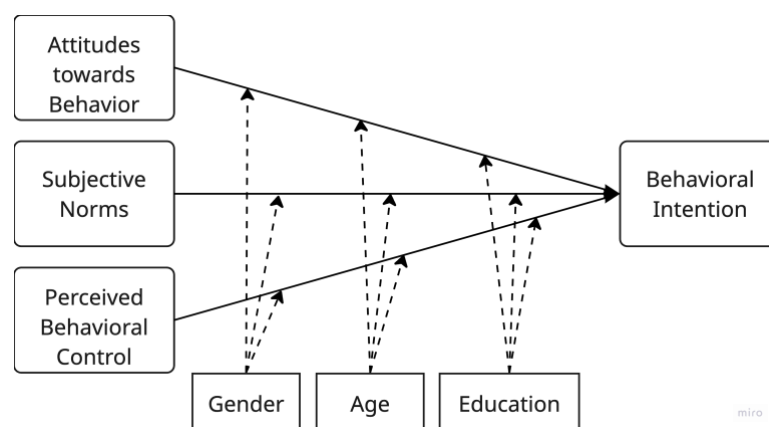 Attitudes
towards
Behavior
Subjective
Norms
Behavioral
Intention
Perceived
Behavioral
Control
Gender
Age
Education
miro